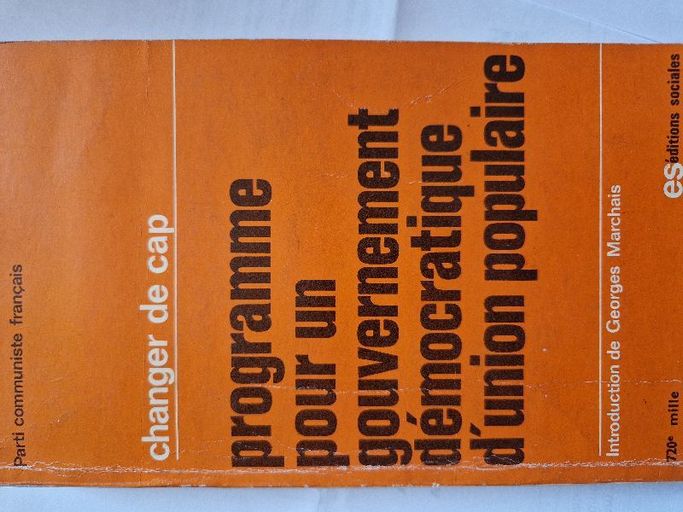 Parti communiste français
changer de cap
programme
pour un
gouvernement
démocratique
d'union populaire
Introduction de Georges Marchais
720e mille
es éditions sociales